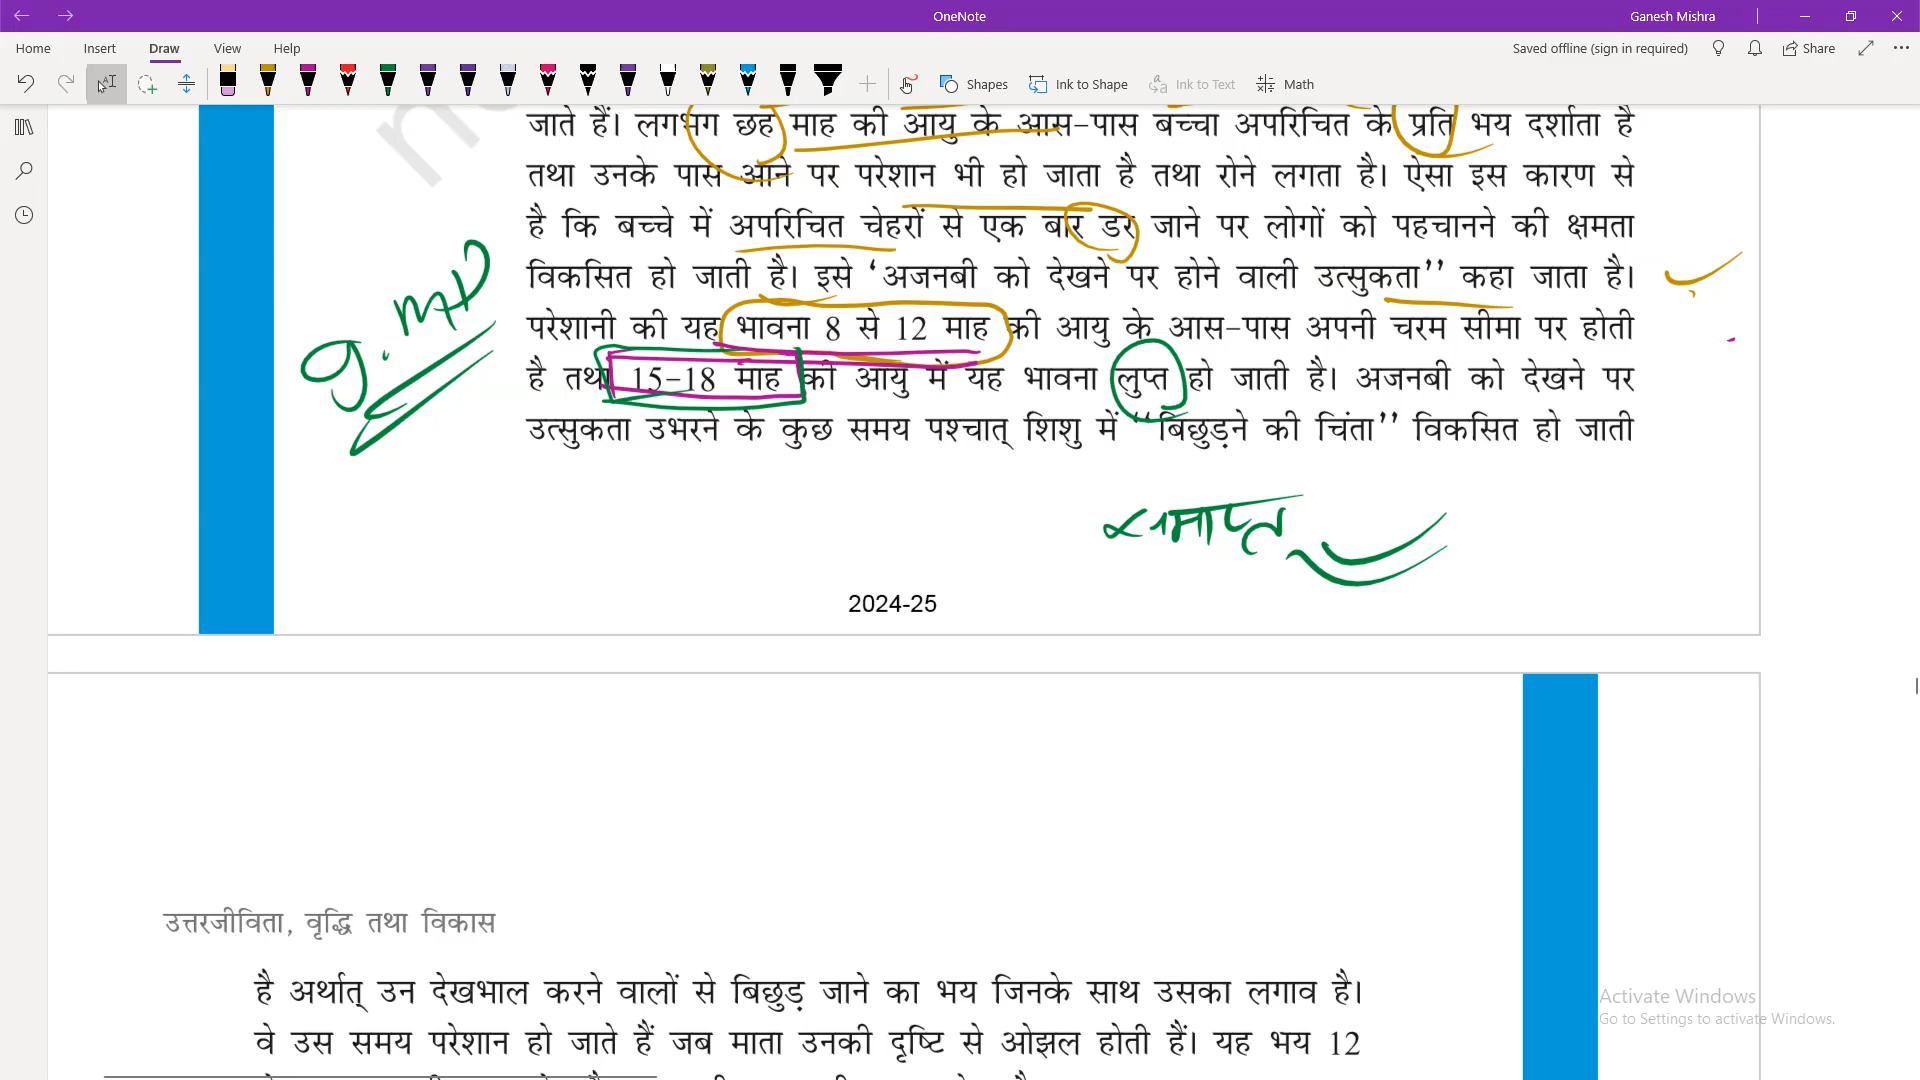 OneNote
Ganesh Mishra
Home Insert Draw View Help
Saved offline (sign in required) Share
Shapes Ink to Shape Ink to Text Math
जाते हैं। लगभग छह माह की आयु के आस-पास बच्चा अपरिचित के प्रति भय दर्शाता है
तथा उनके पास आने पर परेशान भी हो जाता है तथा रोने लगता है। ऐसा इस कारण से
है कि बच्चे में अपरिचित चेहरों से एक बार डर जाने पर लोगों को पहचानने की क्षमता
विकसित हो जाती है। इसे ‘अजनबी को देखने पर होने वाली उत्सुकता’’ कहा जाता है।
परेशानी की यह भावना 8 से 12 माह की आयु के आस-पास अपनी चरम सीमा पर होती
है तथा 15-18 माह की आयु में यह भावना लुप्त हो जाती है। अजनबी को देखने पर
उत्सुकता उभरने के कुछ समय पश्चात् शिशु में ‘‘बिछुड़ने की चिंता’’ विकसित हो जाती
समाप्त
2024-25
उत्तरजीविता, वृद्धि तथा विकास
है अर्थात् उन देखभाल करने वालों से बिछुड़ जाने का भय जिनके साथ उसका लगाव है।
वे उस समय परेशान हो जाते हैं जब माता उनकी दृष्टि से ओझल होती हैं। यह भय 12
Activate Windows
Go to Settings to activate Windows.